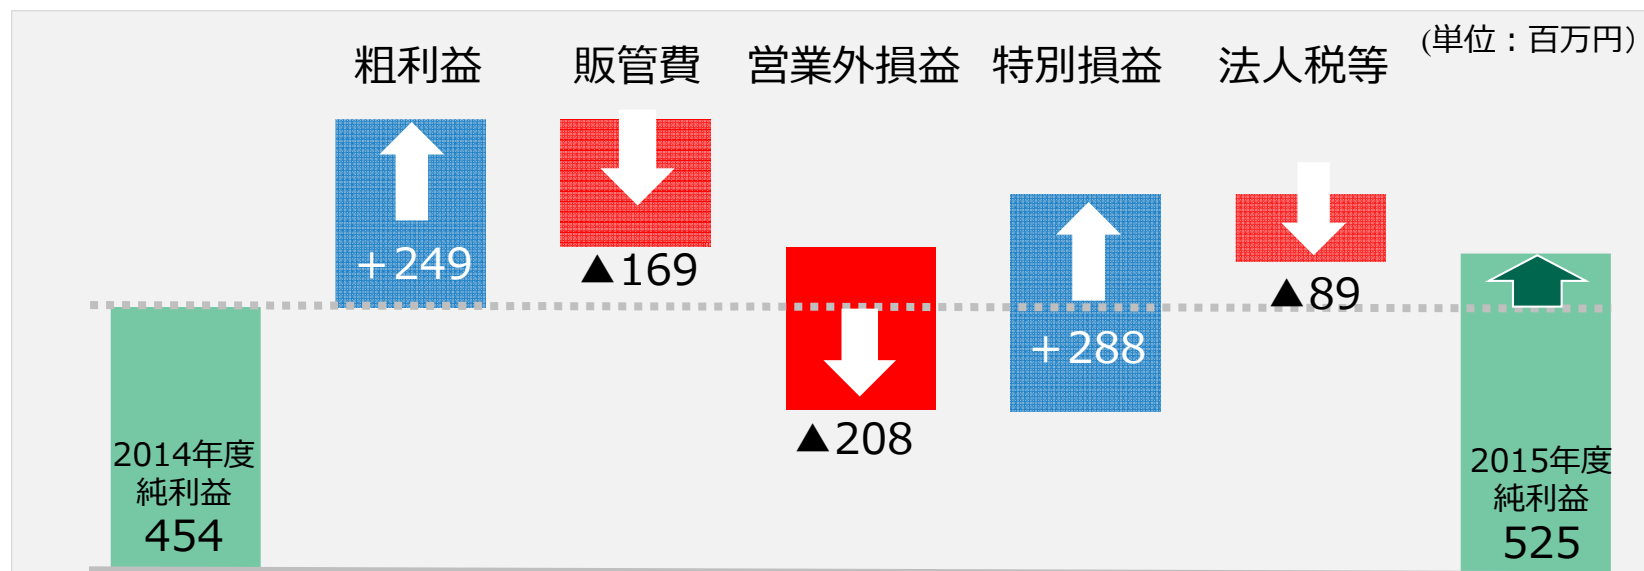 (単位：百万円）
粗利益
販管費
営業外損益
特別損益
法人税等
＋249
▲169
▲208
＋288
▲89
2014年度
純利益
454
2015年度
純利益
525